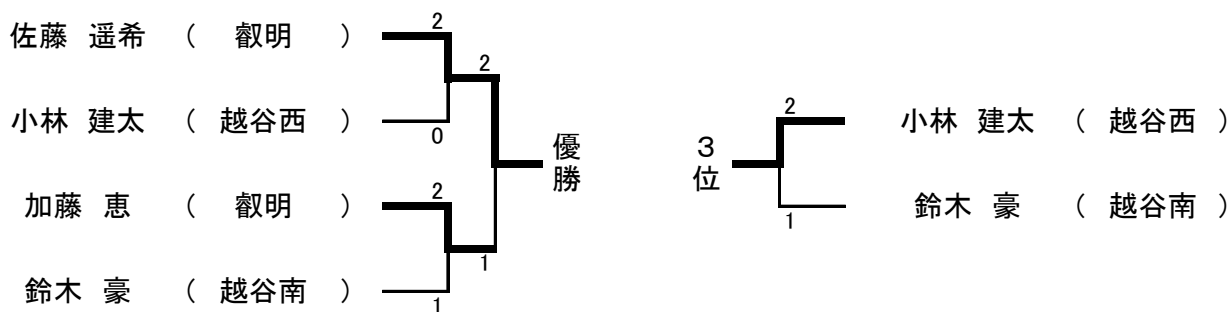 佐藤 遥希 ( 叡明 ) 2
2
小林 建太 ( 越谷西 ) 0
優勝
加藤 恵 ( 叡明 ) 2
1
鈴木 豪 ( 越谷南 ) 1
3位
2 小林 建太 ( 越谷西 )
1 鈴木 豪 ( 越谷南 )